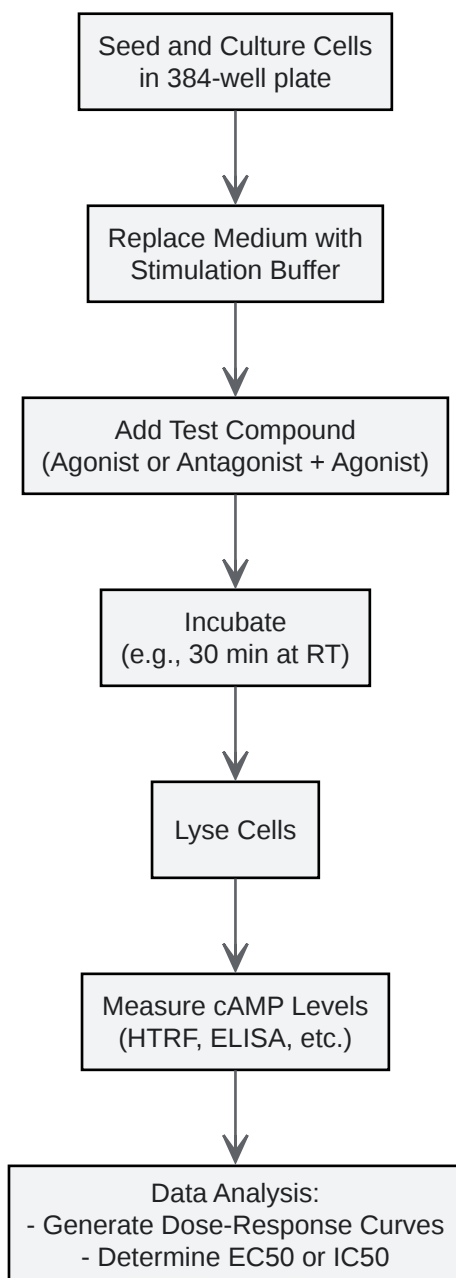 Seed and Culture Cells
in 384-well plate
Replace Medium with
Stimulation Buffer
Add Test Compound
(Agonist or Antagonist + Agonist)
Incubate
(e.g., 30 min at RT)
Lyse Cells
Measure cAMP Levels
(HTRF, ELISA, etc.)
Data Analysis:
- Generate Dose-Response Curves
- Determine EC50 or IC50